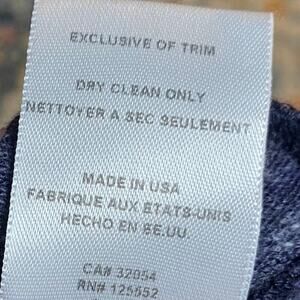 EXCLUSIVE OF TRIM
DRY CLEAN ONLY
NETTOYER A SEC SEULEMENT
MADE IN USA
FABRIQUE AUX ETATS-UNIS
HECHO EN EE.UU.
CA# 32054
RN# 125552